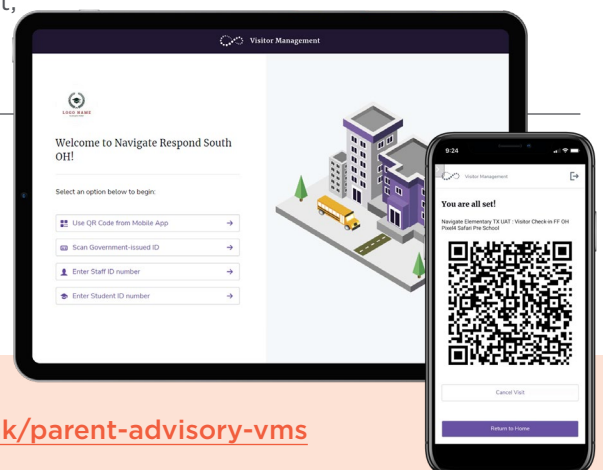 t,
Visitor Management
LOGO NAME
Welcome to Navigate Respond South
OH!
Select an option below to begin:
Use QR Code from Mobile App
Scan Government-issued ID
Enter Staff ID number
Enter Student ID number
9:24
Visitor Management
You are all set!
Navigate Elementary TX UAT : Visitor Check-in FF OH
Pixel4 Safari Pre School
Cancel Visit
Return to Home
k/parent-advisory-vms